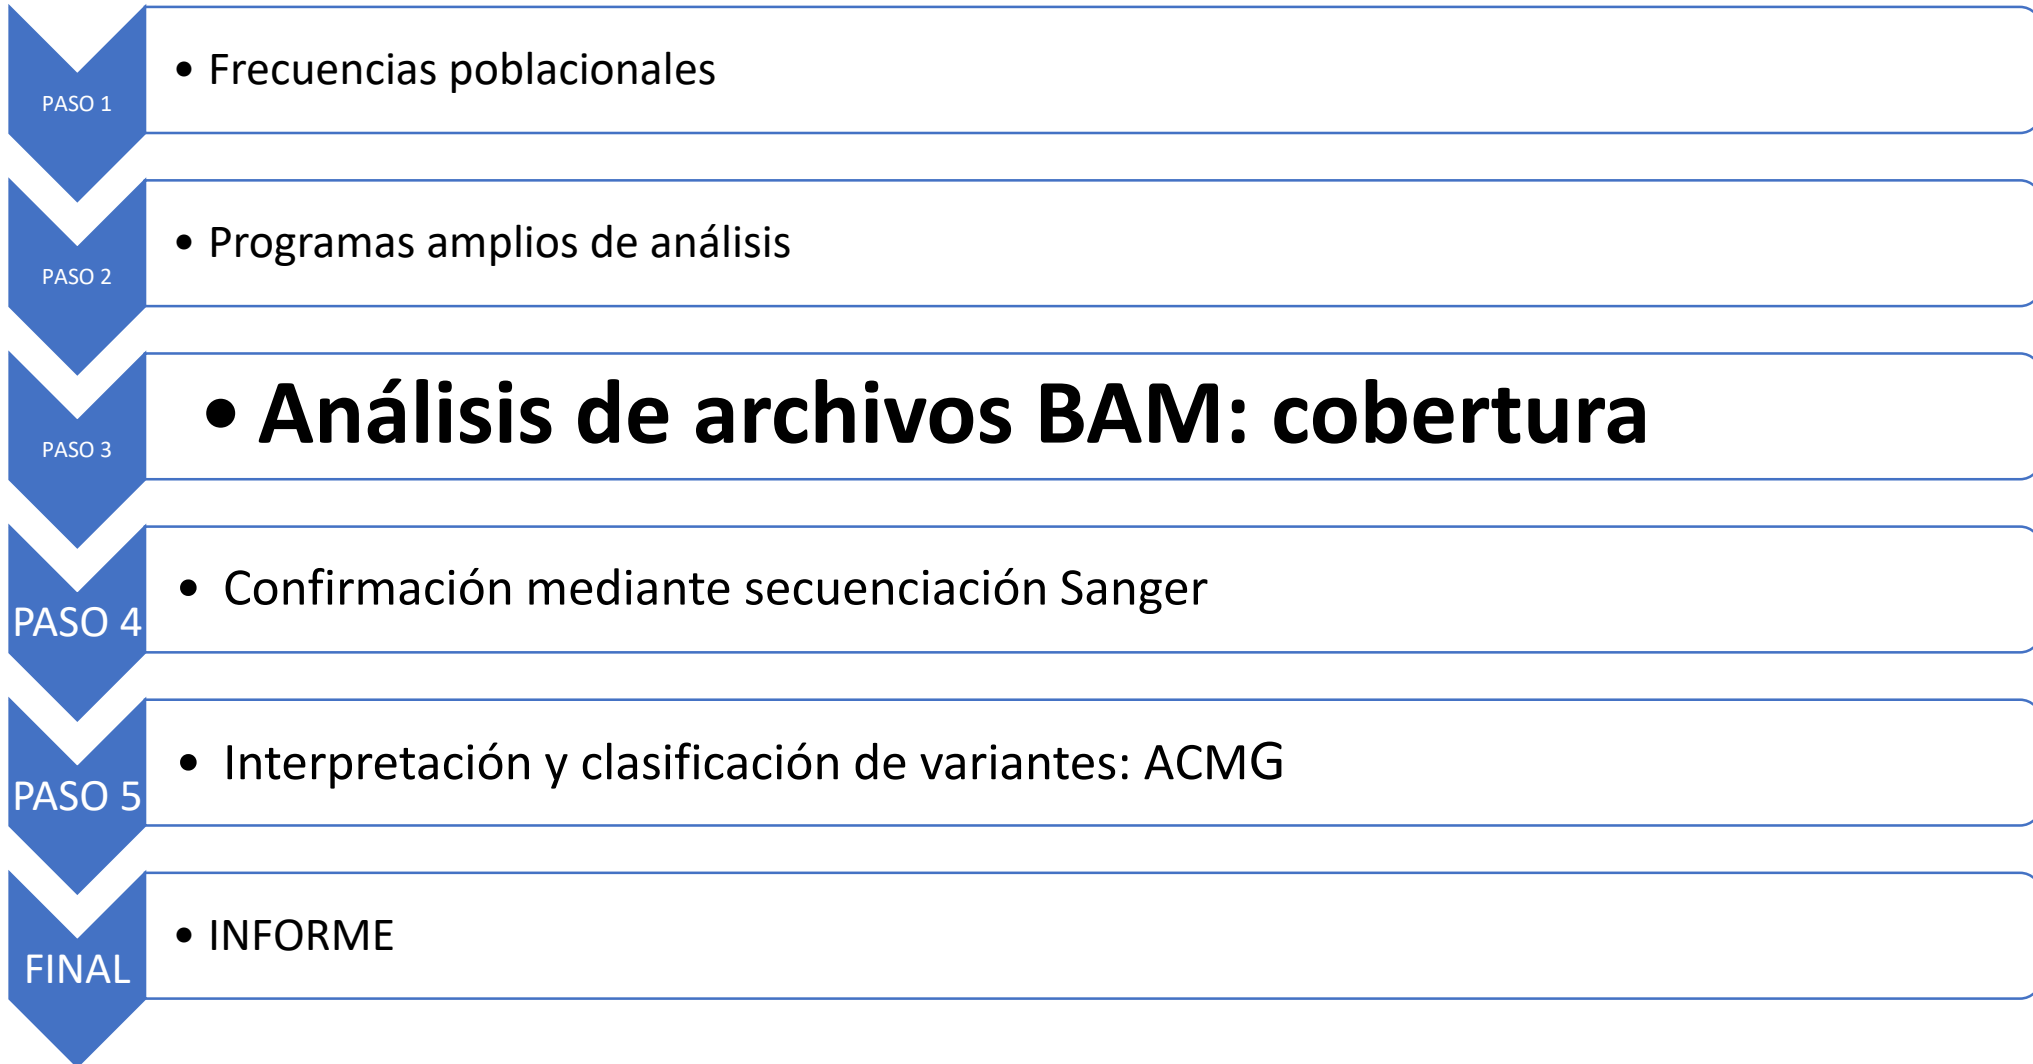 PASO 1
• Frecuencias poblacionales
PASO 2
• Programas amplios de análisis
PASO 3
• Análisis de archivos BAM: cobertura
PASO 4
• Confirmación mediante secuenciación Sanger
PASO 5
• Interpretación y clasificación de variantes: ACMG
FINAL
• INFORME